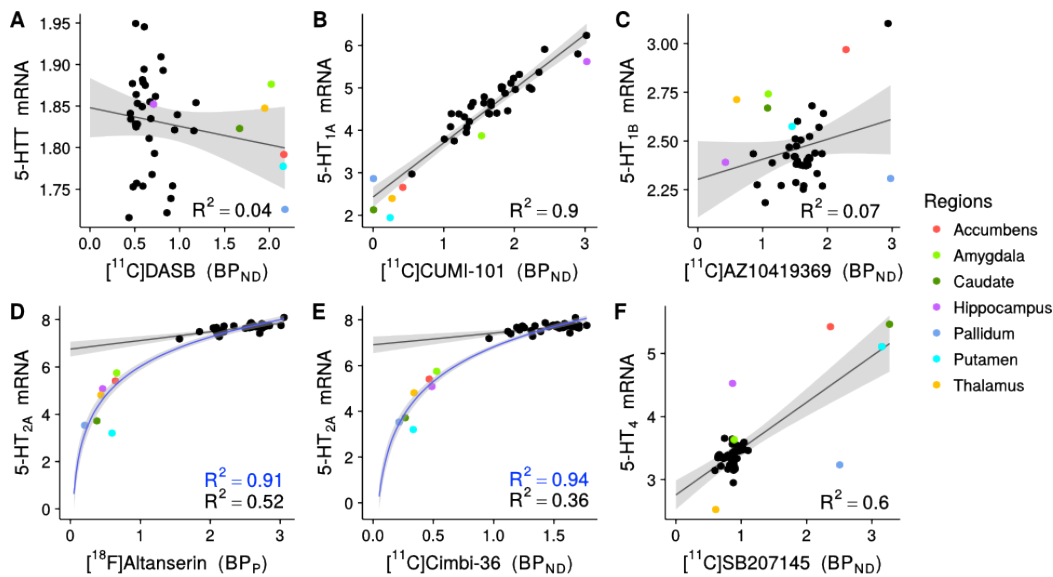 A
5-HTT mRNA
1.95
1.90
1.85
1.80
1.75
R² = 0.04
0.0 0.5 1.0 1.5 2.0
[¹¹C]DASB (BP_ND)
B
5-HT_1A mRNA
6
5
4
3
2
R² = 0.9
0 1 2 3
[¹¹C]CUMI-101 (BP_ND)
C
5-HT_1B mRNA
3.00
2.75
2.50
2.25
R² = 0.07
0 1 2 3
[¹¹C]AZ10419369 (BP_ND)
D
5-HT_2A mRNA
8
6
4
2
0
R² = 0.91
R² = 0.52
0 1 2 3
[¹⁸F]Altanserin (BP_P)
E
5-HT_2A mRNA
8
6
4
2
0
R² = 0.94
R² = 0.36
0.0 0.5 1.0 1.5
[¹¹C]Cimbi-36 (BP_ND)
F
5-HT_4 mRNA
5
4
3
R² = 0.6
0 1 2 3
[¹¹C]SB207145 (BP_ND)
Regions
Accumbens
Amygdala
Caudate
Hippocampus
Pallidum
Putamen
Thalamus